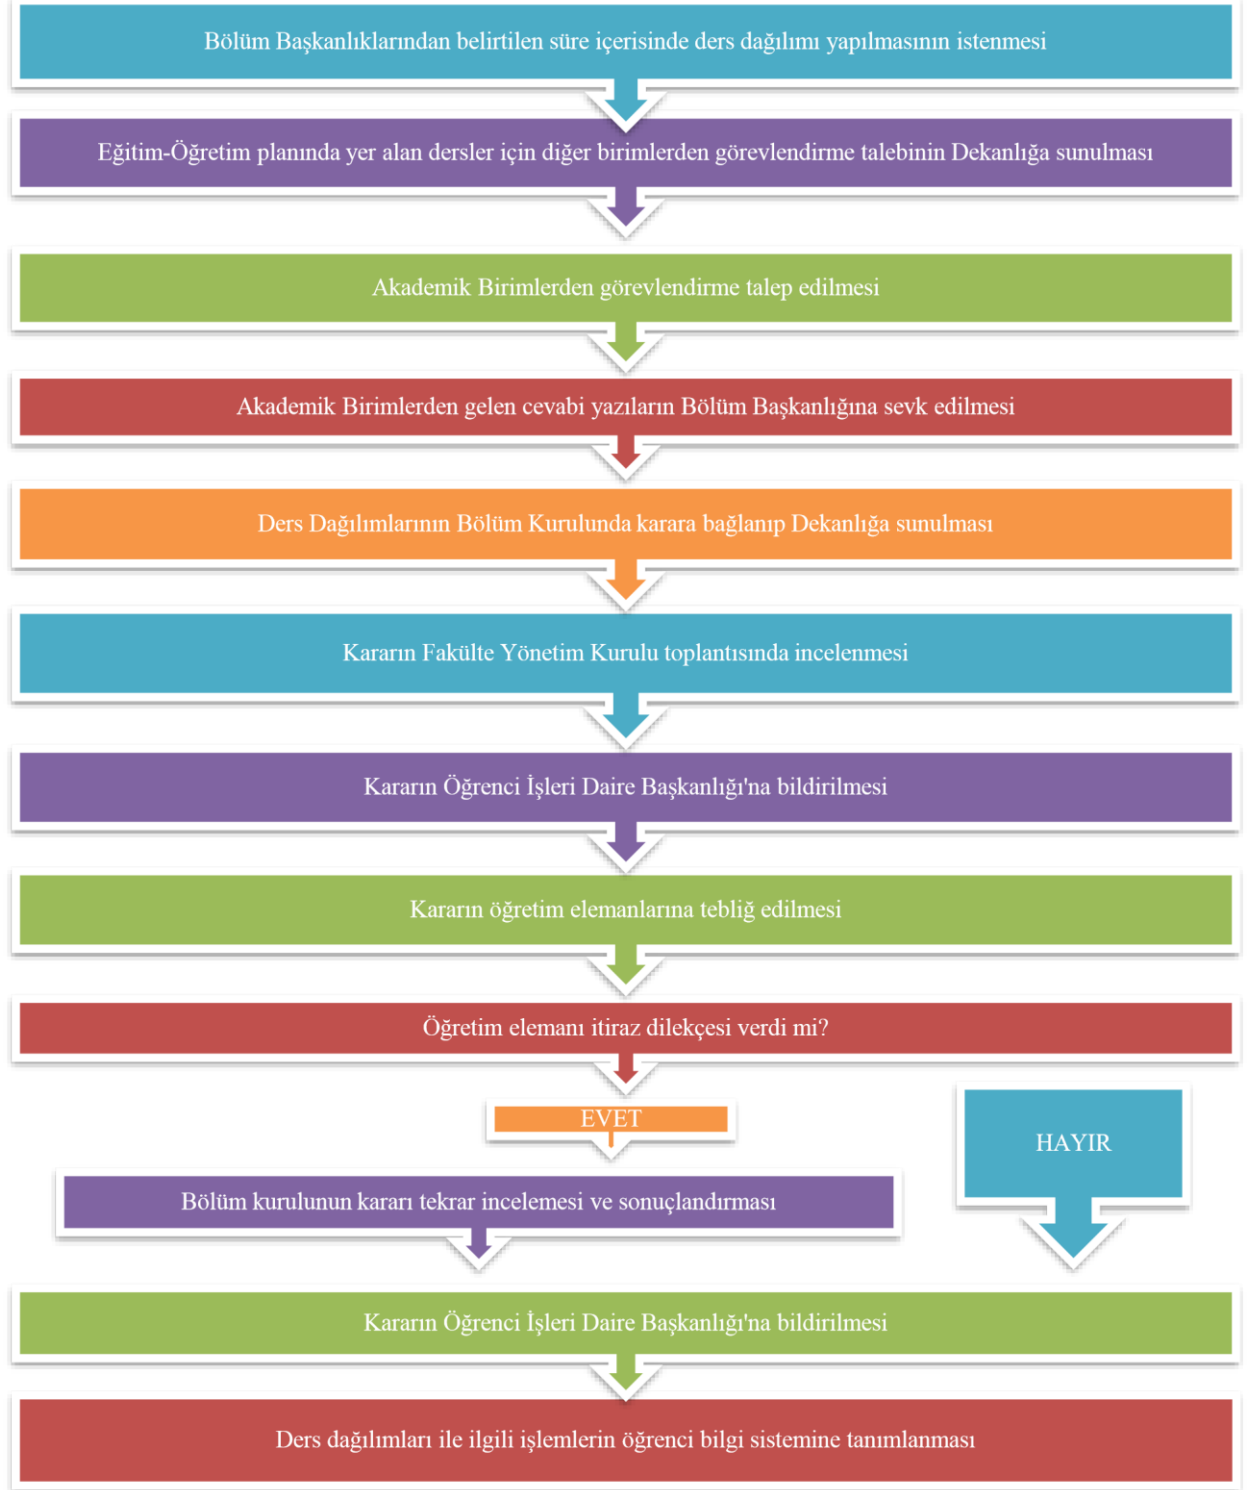 Bölüm Başkanlıklarından belirtilen süre içerisinde ders dağılımı yapılmasının istenmesi
Eğitim-Öğretim planında yer alan dersler için diğer birimlerden görevlendirme talebinin Dekanlığa sunulması
Akademik Birimlerden görevlendirme talep edilmesi
Akademik Birimlerden gelen cevabi yazıların Bölüm Başkanlığına sevk edilmesi
Ders Dağılımlarının Bölüm Kurulunda karara bağlanıp Dekanlığa sunulması
Kararın Fakülte Yönetim Kurulu toplantısında incelenmesi
Kararın Öğrenci İşleri Daire Başkanlığı'na bildirilmesi
Kararın öğretim elemanlarına tebliğ edilmesi
Öğretim elemanı itiraz dilekçesi verdi mi?
EVET
HAYIR
Bölüm kurulunun kararı tekrar incelemesi ve sonuçlandırması
Kararın Öğrenci İşleri Daire Başkanlığı'na bildirilmesi
Ders dağılımları ile ilgili işlemlerin öğrenci bilgi sistemine tanımlanması